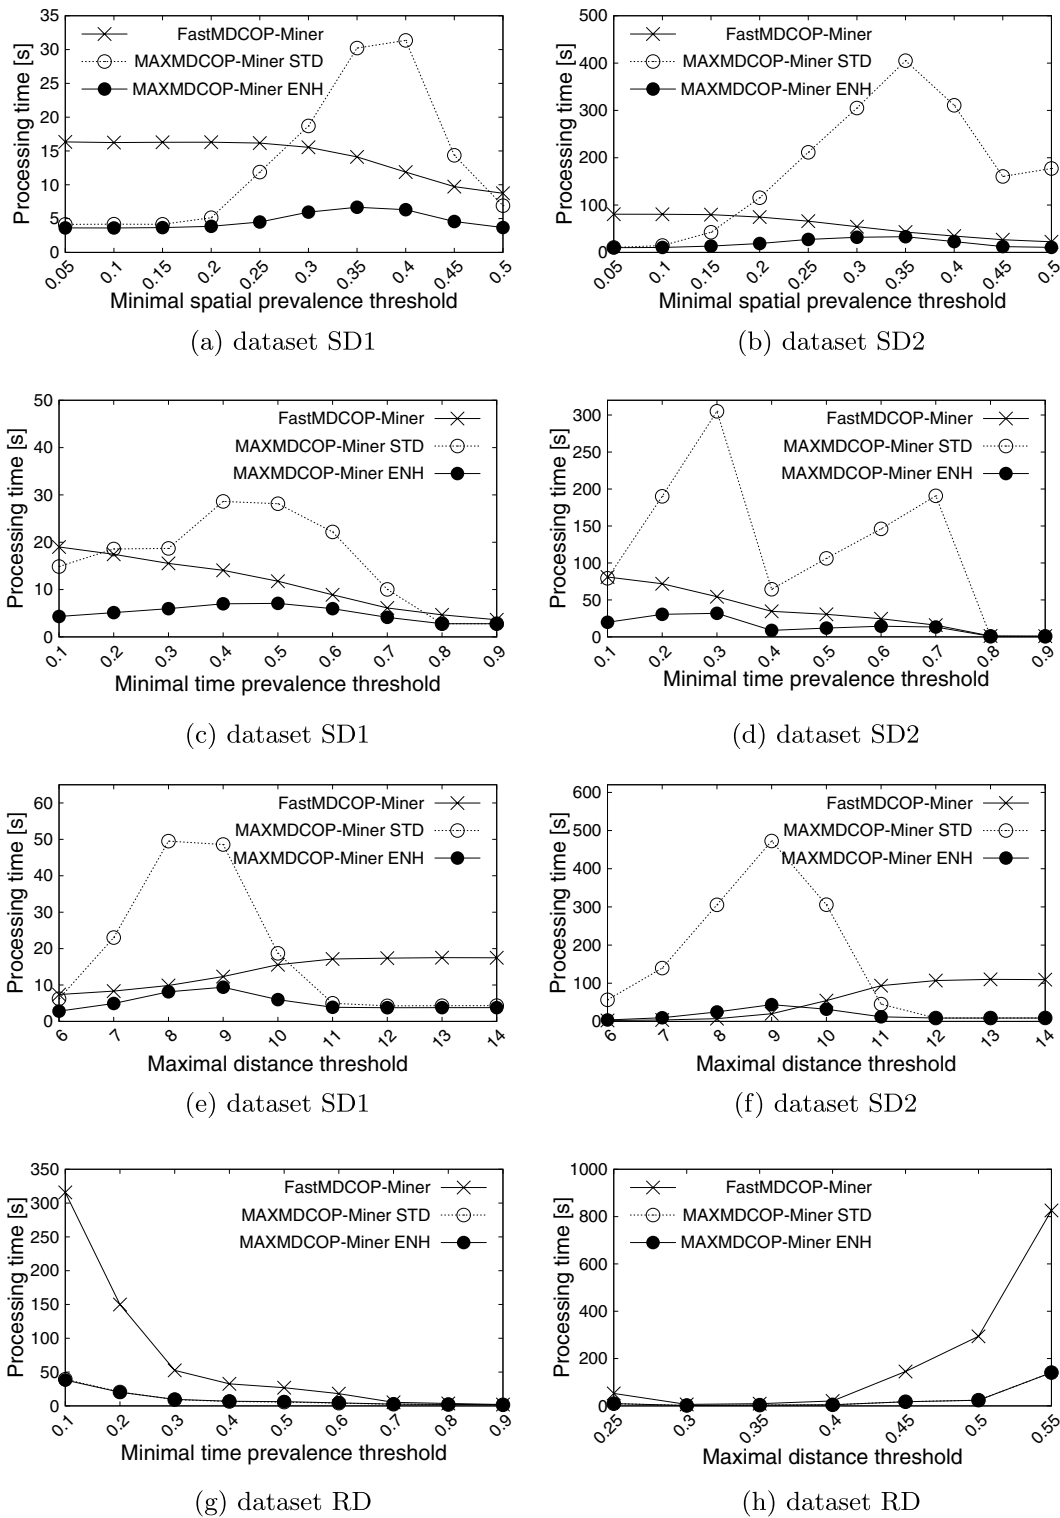 Processing time [s]
35
30
25
20
15
10
5
0
FastMDCOP-Miner
MAXMDCOP-Miner STD
MAXMDCOP-Miner ENH
0.05 0.1 0.15 0.2 0.25 0.3 0.35 0.4 0.45 0.5
Minimal spatial prevalence threshold
(a) dataset SD1
Processing time [s]
500
400
300
200
100
0
FastMDCOP-Miner
MAXMDCOP-Miner STD
MAXMDCOP-Miner ENH
0.05 0.1 0.15 0.2 0.25 0.3 0.35 0.4 0.45 0.5
Minimal spatial prevalence threshold
(b) dataset SD2
Processing time [s]
50
40
30
20
10
0
FastMDCOP-Miner
MAXMDCOP-Miner STD
MAXMDCOP-Miner ENH
0.1 0.2 0.3 0.4 0.5 0.6 0.7 0.8 0.9
Minimal time prevalence threshold
(c) dataset SD1
Processing time [s]
300
250
200
150
100
50
0
FastMDCOP-Miner
MAXMDCOP-Miner STD
MAXMDCOP-Miner ENH
0.1 0.2 0.3 0.4 0.5 0.6 0.7 0.8 0.9
Minimal time prevalence threshold
(d) dataset SD2
Processing time [s]
60
50
40
30
20
10
0
FastMDCOP-Miner
MAXMDCOP-Miner STD
MAXMDCOP-Miner ENH
6 7 8 9 10 11 12 13 14
Maximal distance threshold
(e) dataset SD1
Processing time [s]
600
500
400
300
200
100
0
FastMDCOP-Miner
MAXMDCOP-Miner STD
MAXMDCOP-Miner ENH
6 7 8 9 10 11 12 13 14
Maximal distance threshold
(f) dataset SD2
Processing time [s]
350
300
250
200
150
100
50
0
FastMDCOP-Miner
MAXMDCOP-Miner STD
MAXMDCOP-Miner ENH
0.1 0.2 0.3 0.4 0.5 0.6 0.7 0.8 0.9
Minimal time prevalence threshold
(g) dataset RD
Processing time [s]
1000
800
600
400
200
0
FastMDCOP-Miner
MAXMDCOP-Miner STD
MAXMDCOP-Miner ENH
0.25 0.3 0.35 0.4 0.45 0.5 0.55
Maximal distance threshold
(h) dataset RD